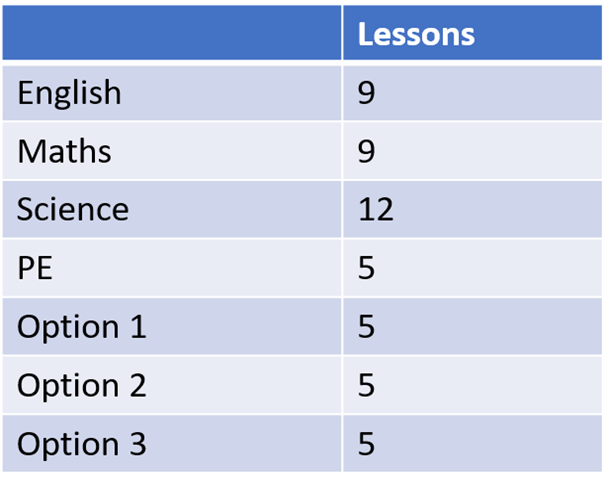 Lessons
English 9
Maths 9
Science 12
PE 5
Option 1 5
Option 2 5
Option 3 5